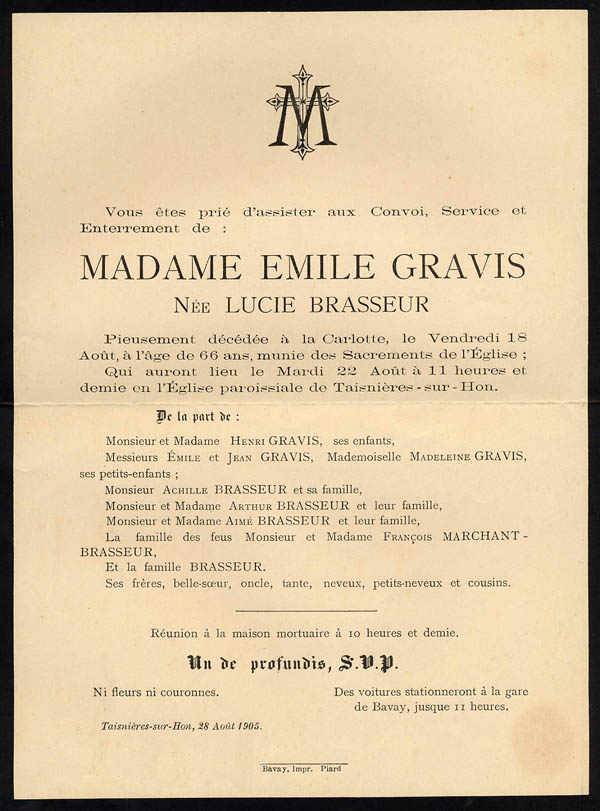 M
Vous êtes prié d'assister aux Convoi, Service et
Enterrement de :
MADAME EMILE GRAVIS
NÉE LUCIE BRASSEUR
Pieusement décédée à la Carlotte, le Vendredi 18
Août, à l'âge de 66 ans, munie des Sacrements de l'Église ;
Qui auront lieu le Mardi 22 Août à 11 heures et
demie en l'Église paroissiale de Taisnières-sur-Hon.
De la part de :
Monsieur et Madame HENRI GRAVIS, ses enfants,
Messieurs ÉMILE et JEAN GRAVIS, Mademoiselle MADELEINE GRAVIS,
ses petits-enfants ;
Monsieur ACHILLE BRASSEUR et sa famille,
Monsieur et Madame ARTHUR BRASSEUR et leur famille,
Monsieur et Madame AIMÉ BRASSEUR et leur famille,
La famille des feus Monsieur et Madame FRANÇOIS MARCHANT-
BRASSEUR,
Et la famille BRASSEUR.
Ses frères, belle-sœur, oncle, tante, neveux, petits-neveux et cousins.
Réunion à la maison mortuaire à 10 heures et demie.
Un de profundis, S.V.P.
Ni fleurs ni couronnes.
Des voitures stationneront à la gare
de Bavay, jusque 11 heures.
Taisnières-sur-Hon, 28 Août 1905.
Bavay, Impr. Piard